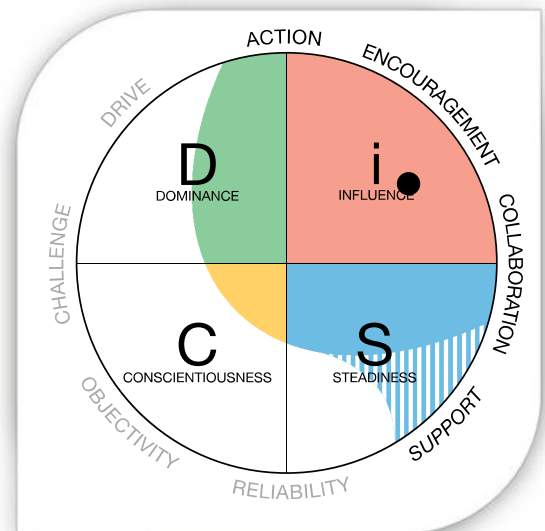 ACTION
ENCOURAGEMENT
DRIVE
D
DOMINANCE
i
INFLUENCE
CHALLENGE
COLLABORATION
C
CONSCIENTIOUSNESS
S
STEADINESS
OBJECTIVITY
SUPPORT
RELIABILITY